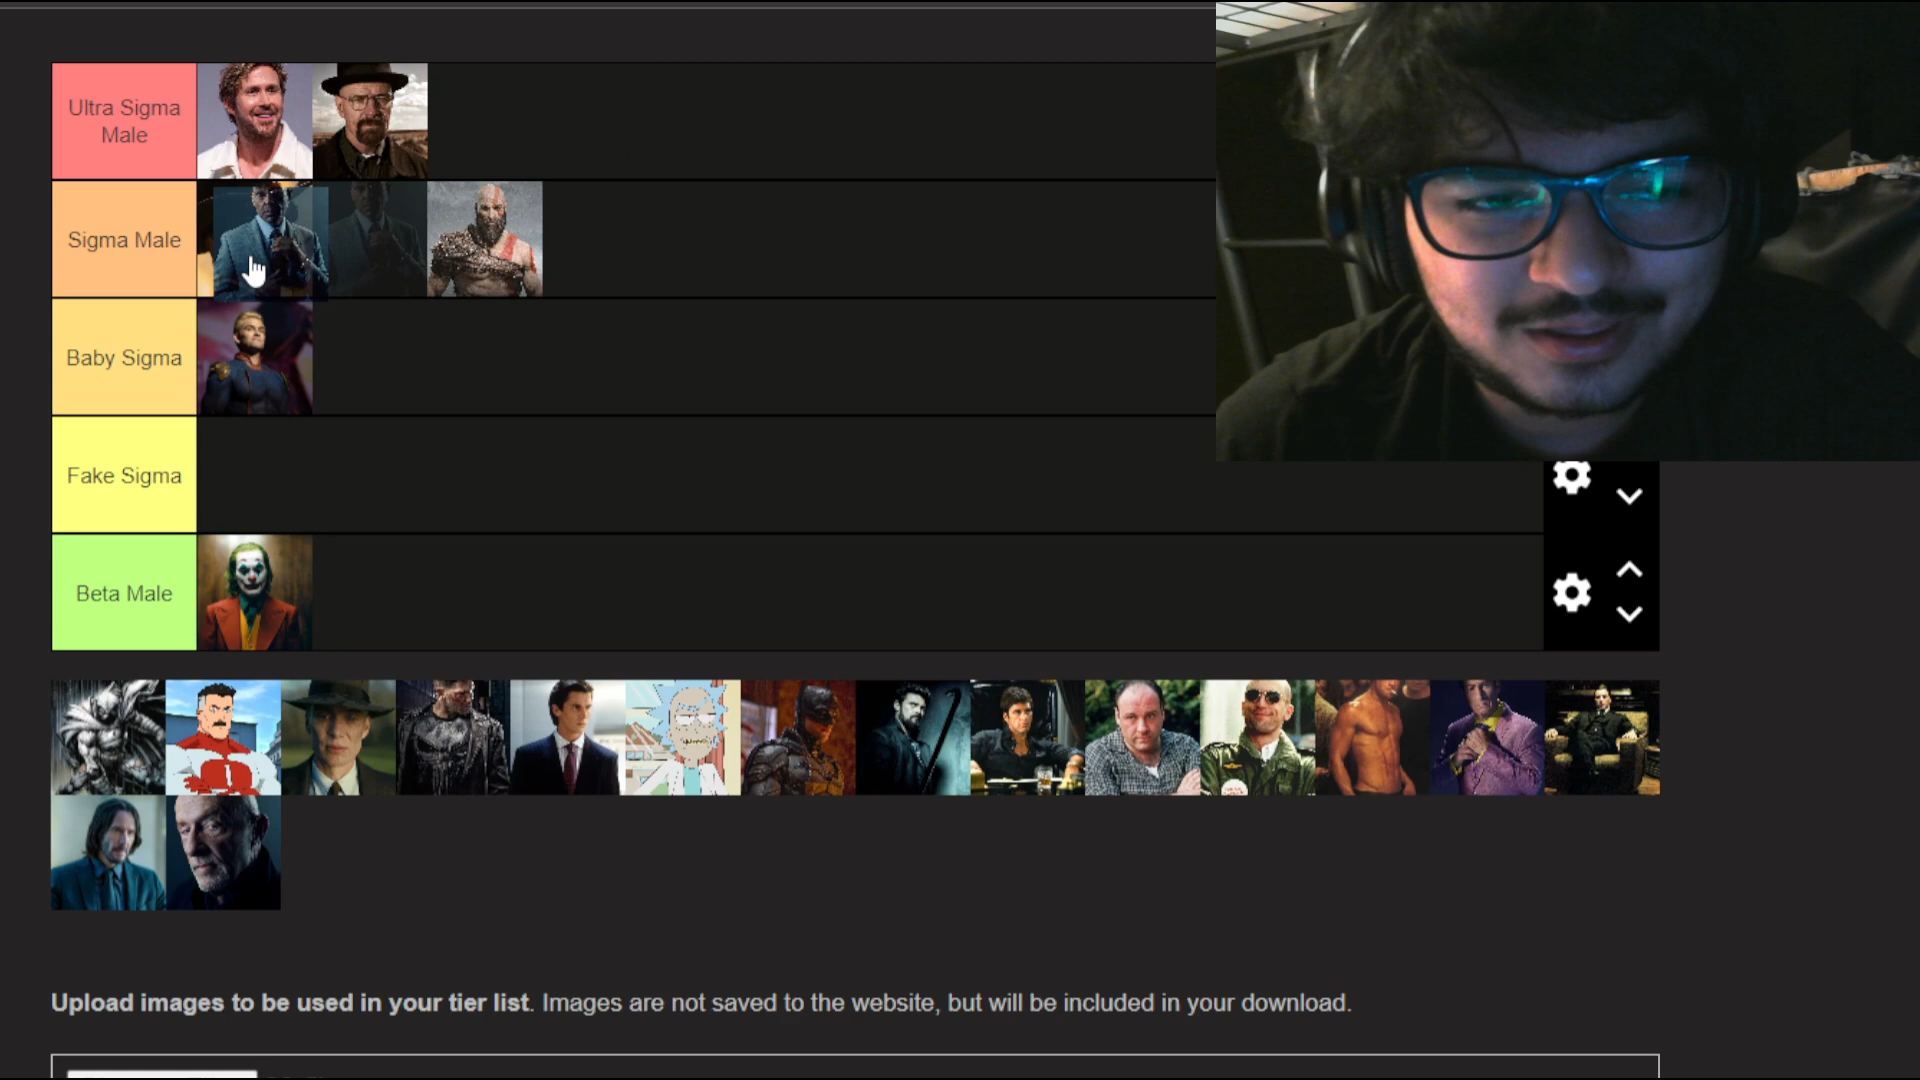 Ultra Sigma
Male
Sigma Male
Baby Sigma
Fake Sigma
Beta Male
Upload images to be used in your tier list. Images are not saved to the website, but will be included in your download.